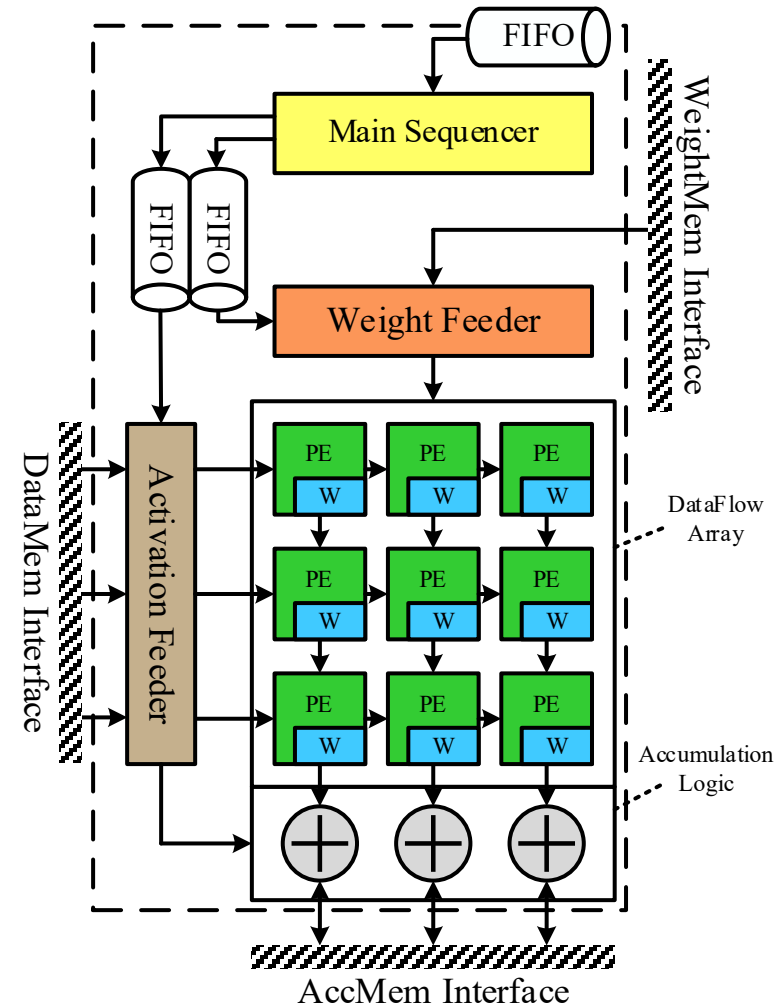 FIFO
Main Sequencer
WeightMem Interface
FIFO
FIFO
Weight Feeder
DataMem Interface
Activation Feeder
PE
W
PE
W
PE
W
DataFlow
Array
PE
W
PE
W
PE
W
PE
W
PE
W
PE
W
Accumulation
Logic
AccMem Interface